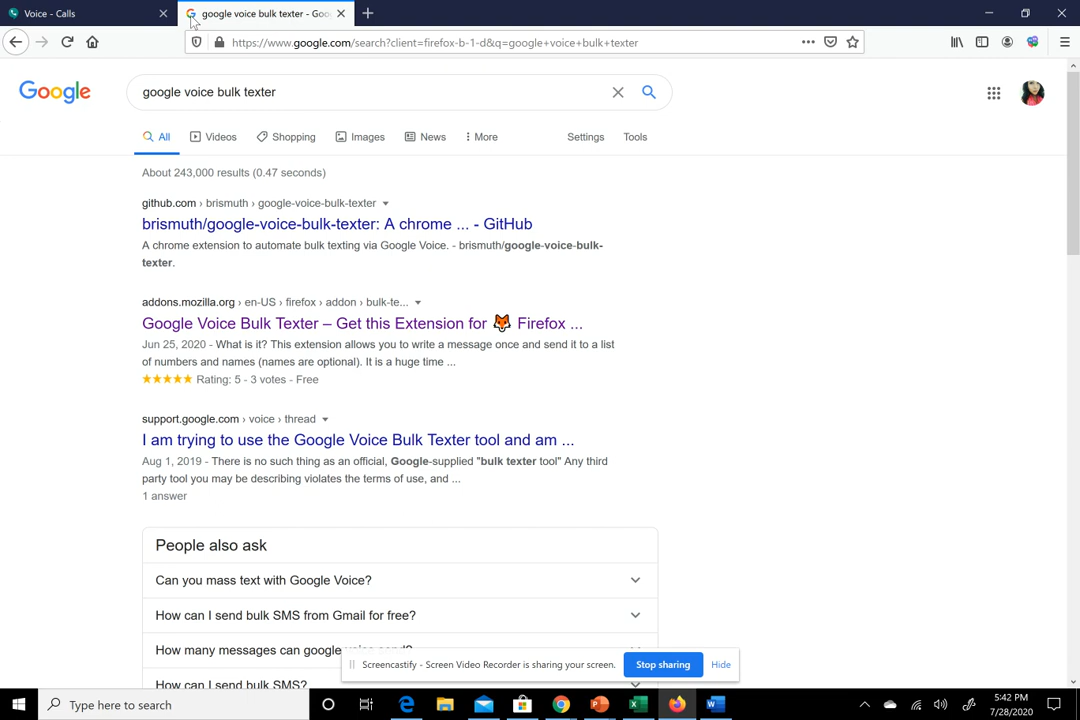 Voice - Calls
google voice bulk texter - Goo
https://www.google.com/search?client=firefox-b-1-d&q=google+voice+bulk+texter
Google
google voice bulk texter
All
Videos
Shopping
Images
News
More
Settings
Tools
About 243,000 results (0.47 seconds)
github.com › brismuth › google-voice-bulk-texter
brismuth/google-voice-bulk-texter: A chrome ... - GitHub
A chrome extension to automate bulk texting via Google Voice. - brismuth/google-voice-bulk-
texter.
addons.mozilla.org › en-US › firefox › addon › bulk-te...
Google Voice Bulk Texter – Get this Extension for 🦊 Firefox ...
Jun 25, 2020 - What is it? This extension allows you to write a message once and send it to a list
of numbers and names (names are optional). It is a huge time ...
Rating: 5 - 3 votes - Free
support.google.com › voice › thread
I am trying to use the Google Voice Bulk Texter tool and am ...
Aug 1, 2019 - There is no such thing as an official, Google-supplied "bulk texter tool" Any third
party tool you may be describing violates the terms of use, and ...
1 answer
People also ask
Can you mass text with Google Voice?
How can I send bulk SMS from Gmail for free?
How many messages can google
How can I send bulk SMS?
Screencastify - Screen Video Recorder is sharing your screen.
Stop sharing
Hide
Type here to search
5:42 PM
7/28/2020